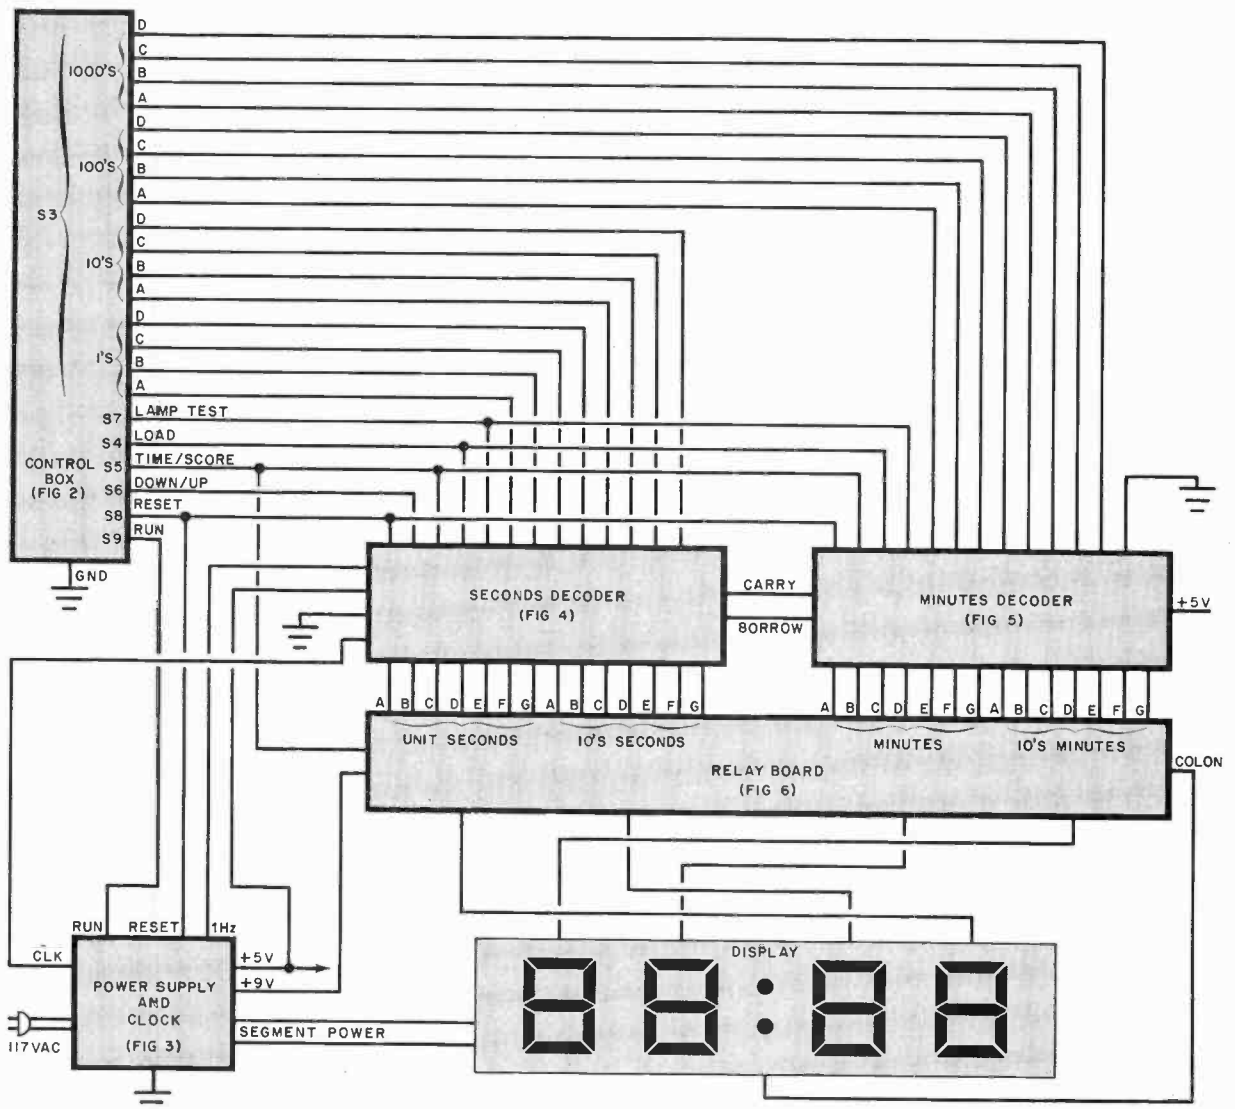 D
C
1000'S
B
A
D
C
100'S
B
A
S3
D
C
10'S
B
A
D
C
1'S
B
A
S7 LAMP TEST
S4 LOAD
CONTROL BOX (FIG 2)
S5 TIME/SCORE
S6 DOWN/UP
S8 RESET
S9 RUN
GND
SECONDS DECODER
(FIG 4)
CARRY
BORROW
MINUTES DECODER
(FIG 5)
+5V
A B C D E F G A B C D E F G
UNIT SECONDS 10'S SECONDS
A B C D E F G A B C D E F G
MINUTES 10'S MINUTES
RELAY BOARD
(FIG 6)
COLON
RUN RESET 1Hz
CLK
+5V
+9V
POWER SUPPLY
AND
CLOCK
(FIG 3)
SEGMENT POWER
117VAC
DISPLAY
88:88